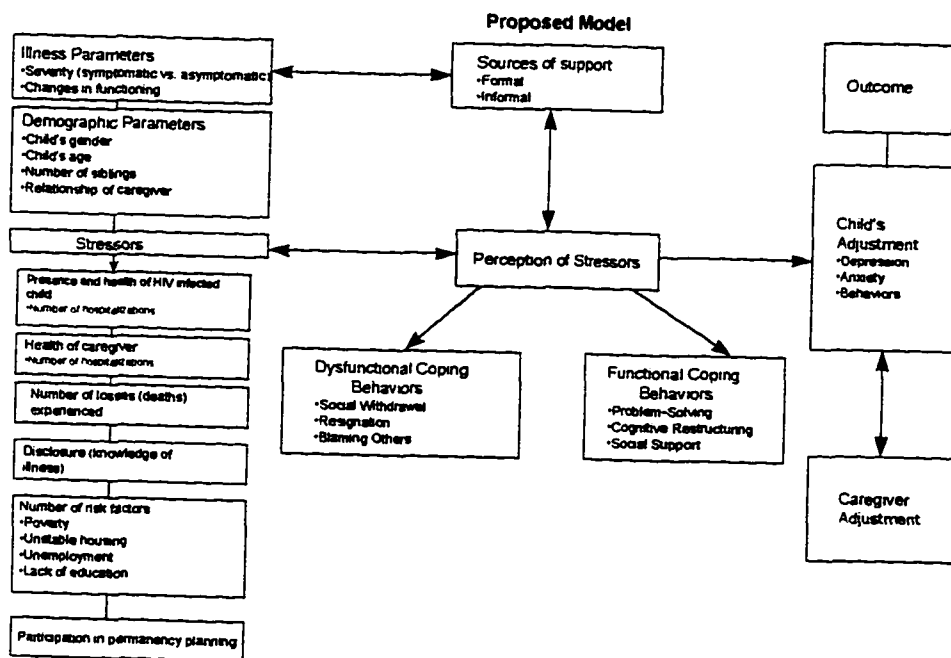 Proposed Model
Illness Parameters
•Severity (symptomatic vs. asymptomatic)
•Changes in functioning
Demographic Parameters
•Child's gender
•Child's age
•Number of siblings
•Relationship of caregiver
Stressors
Presence and health of HIV infected
child
•Number of hospitalizations
Health of caregiver
•Number of hospitalizations
Number of losses (deaths)
experienced
Disclosure (knowledge of
illness)
Number of risk factors
•Poverty
•Unstable housing
•Unemployment
•Lack of education
Participation in permanency planning
Sources of support
•Formal
•Informal
Perception of Stressors
Dysfunctional Coping
Behaviors
•Social Withdrawal
•Resignation
•Blaming Others
Functional Coping
Behaviors
•Problem-Solving
•Cognitive Restructuring
•Social Support
Outcome
Child's
Adjustment
•Depression
•Anxiety
•Behaviors
Caregiver
Adjustment